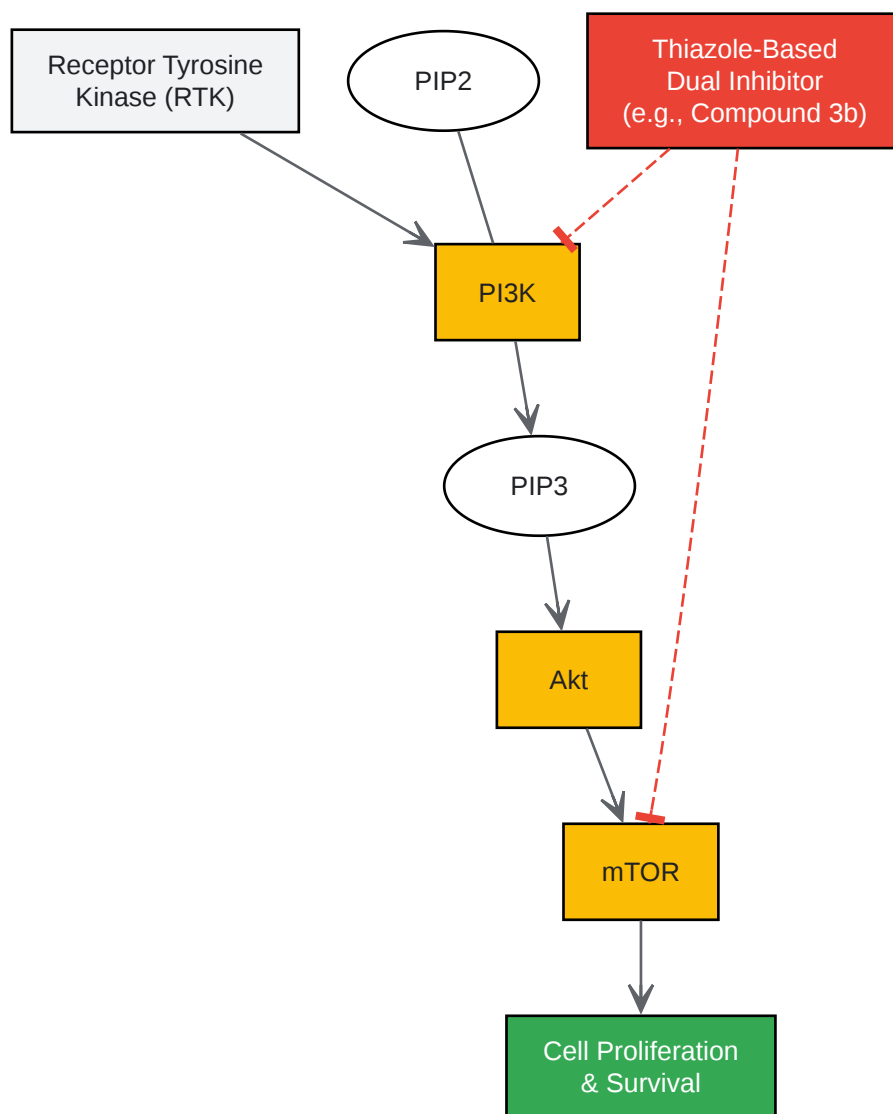 Receptor Tyrosine
Kinase (RTK)
PIP2
Thiazole-Based
Dual Inhibitor
(e.g., Compound 3b)
PI3K
PIP3
Akt
mTOR
Cell Proliferation
& Survival